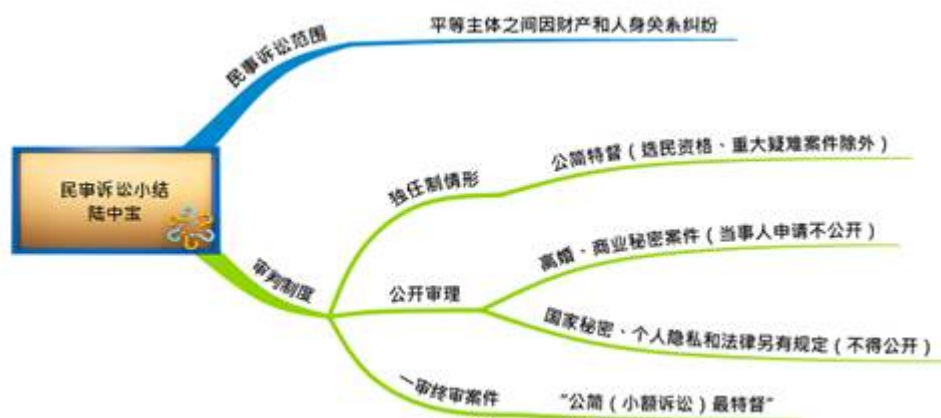 民事诉讼小结
陆中宝
民事诉讼范围
平等主体之间因财产和人身关系纠纷
审判制度
独任制情形
公简特督（选民资格、重大疑难案件除外）
公开审理
离婚、商业秘密案件（当事人申请不公开）
国家秘密、个人隐私和法律另有规定（不得公开）
一审终审案件
“公简（小额诉讼）最特督”